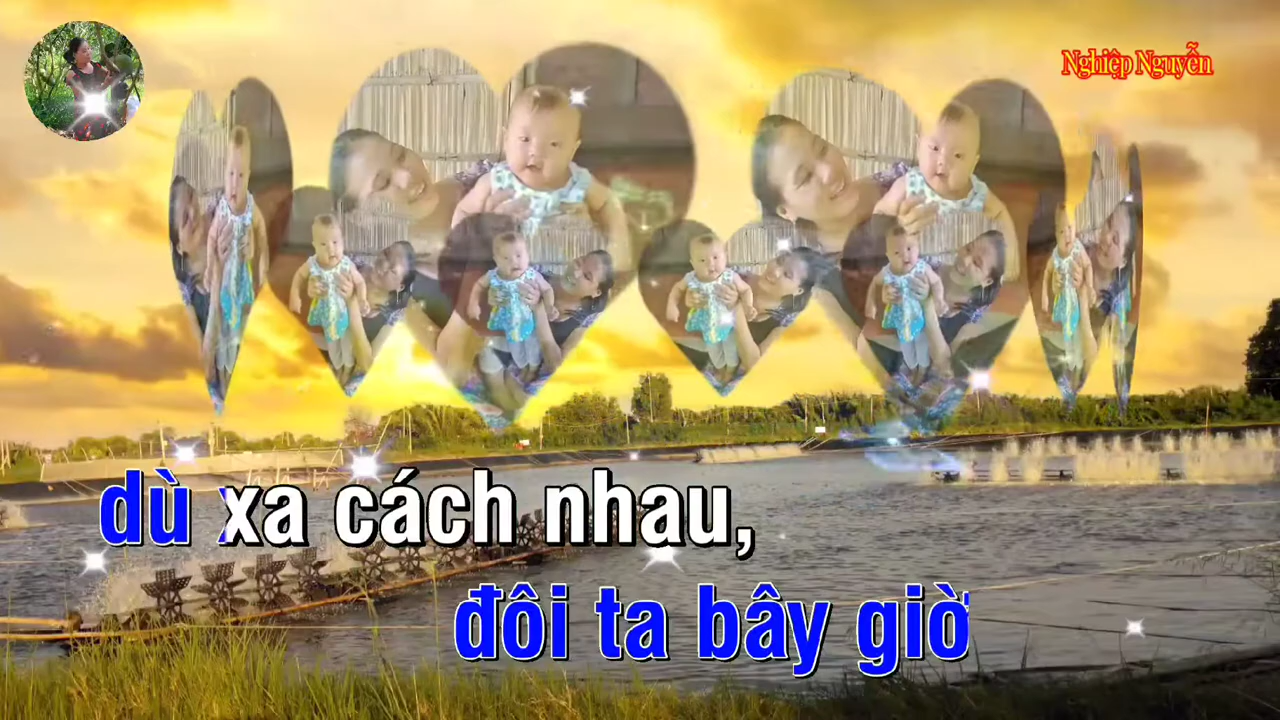 Nghiệp Nguyễn
dù xa cách nhau,
đôi ta bây giờ